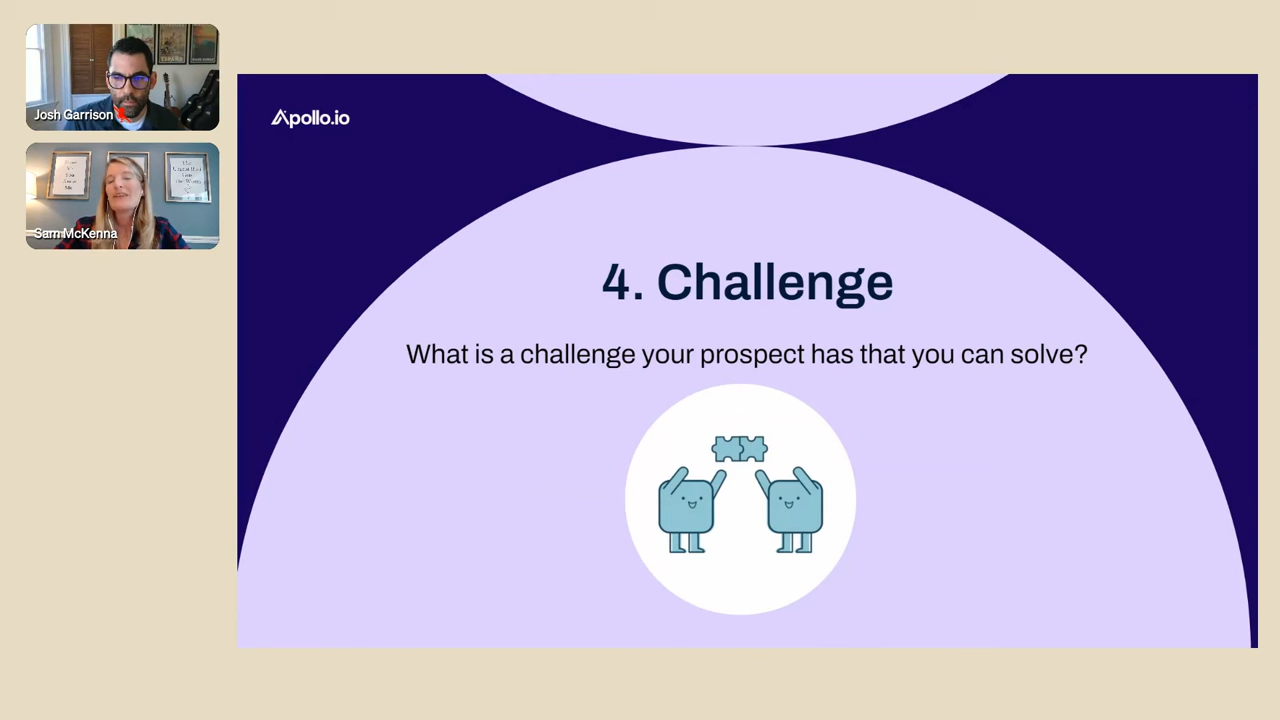 Josh Garrison
Sam McKenna
Apollo.io
4. Challenge
What is a challenge your prospect has that you can solve?